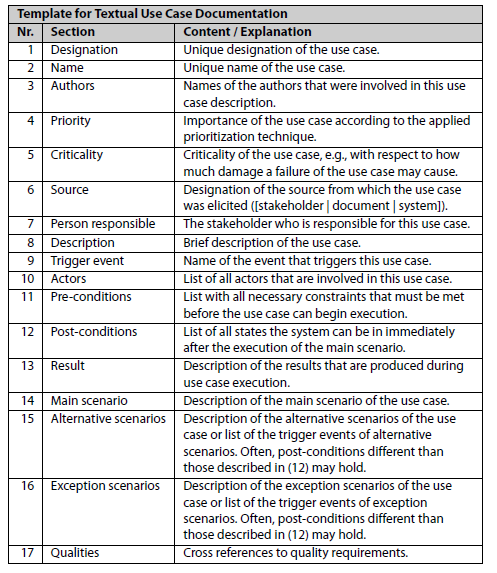 Template for Textual Use Case Documentation
Nr. Section Content / Explanation
1 Designation Unique designation of the use case.
2 Name Unique name of the use case.
3 Authors Names of the authors that were involved in this use
case description.
4 Priority Importance of the use case according to the applied
prioritization technique.
5 Criticality Criticality of the use case, e.g., with respect to how
much damage a failure of the use case may cause.
6 Source Designation of the source from which the use case
was elicited ([stakeholder | document | system]).
7 Person responsible The stakeholder who is responsible for this use case.
8 Description Brief description of the use case.
9 Trigger event Name of the event that triggers this use case.
10 Actors List of all actors that are involved in this use case.
11 Pre-conditions List with all necessary constraints that must be met
before the use case can begin execution.
12 Post-conditions List of all states the system can be in immediately
after the execution of the main scenario.
13 Result Description of the results that are produced during
use case execution.
14 Main scenario Description of the main scenario of the use case.
15 Alternative scenarios Description of the alternative scenarios of the use
case or list of the trigger events of alternative
scenarios. Often, post-conditions different than
those described in (12) may hold.
16 Exception scenarios Description of the exception scenarios of the use
case or list of the trigger events of exception
scenarios. Often, post-conditions different than
those described in (12) may hold.
17 Qualities Cross references to quality requirements.